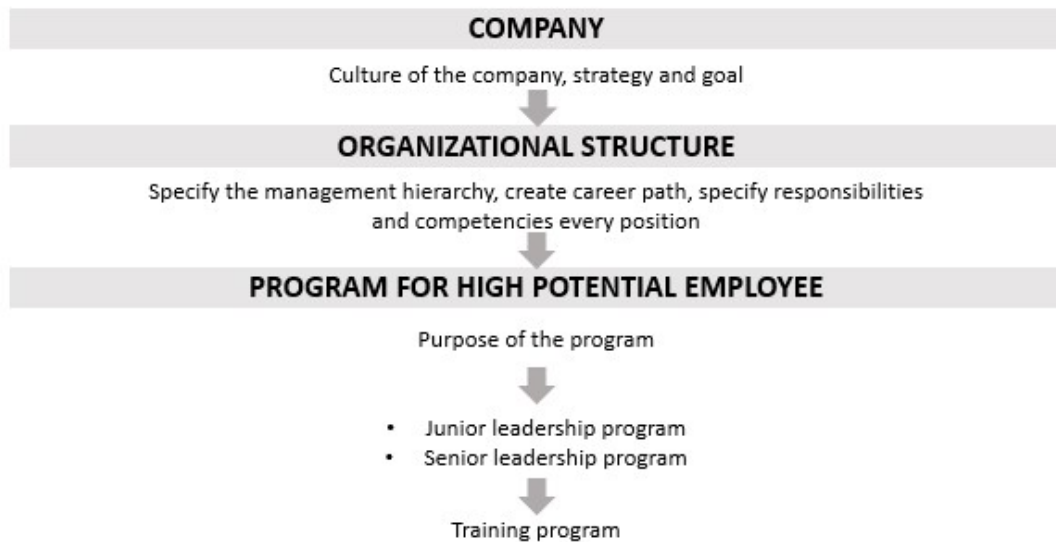 COMPANY
Culture of the company, strategy and goal
ORGANIZATIONAL STRUCTURE
Specify the management hierarchy, create career path, specify responsibilities
and competencies every position
PROGRAM FOR HIGH POTENTIAL EMPLOYEE
Purpose of the program
• Junior leadership program
• Senior leadership program
Training program